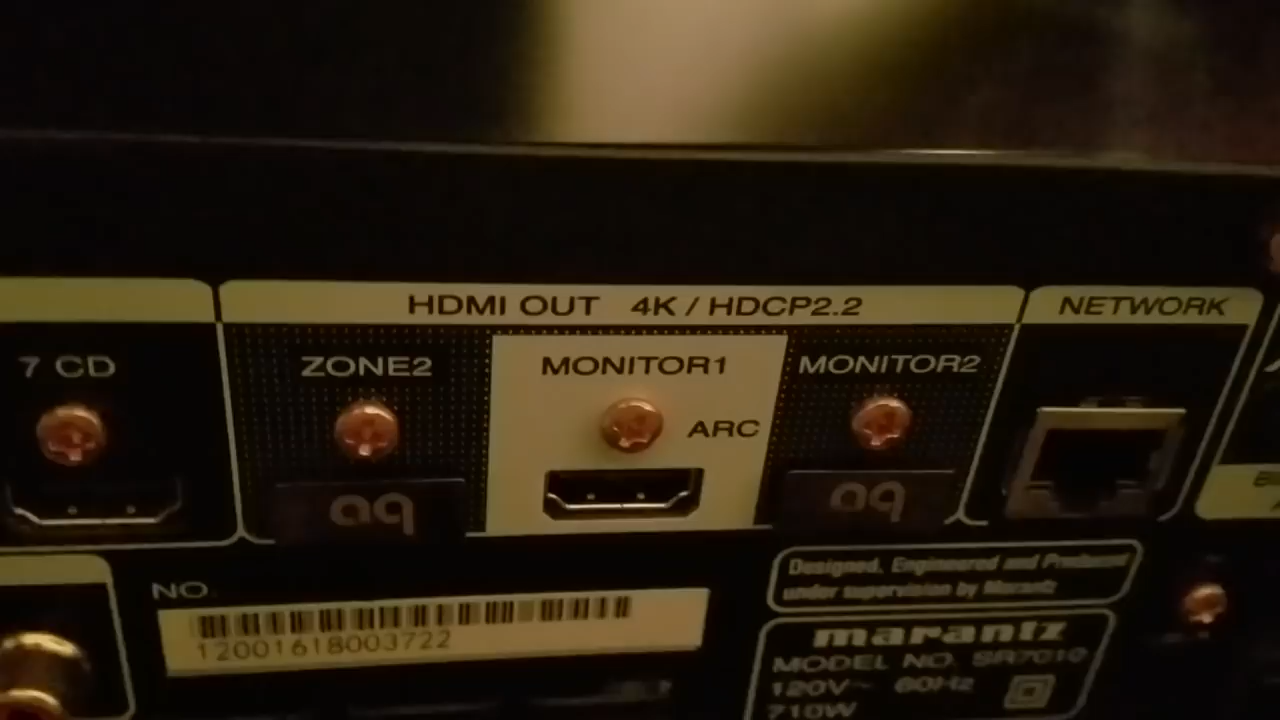 HDMI OUT 4K / HDCP2.2
NETWORK
7 CD
ZONE2
MONITOR1
MONITOR2
ARC
aq
aq
NO.
12001618003722
Designed, Engineered and Produced
under supervision by Marantz
marantz
MODEL NO. SR7010
120V~ 60Hz
710W